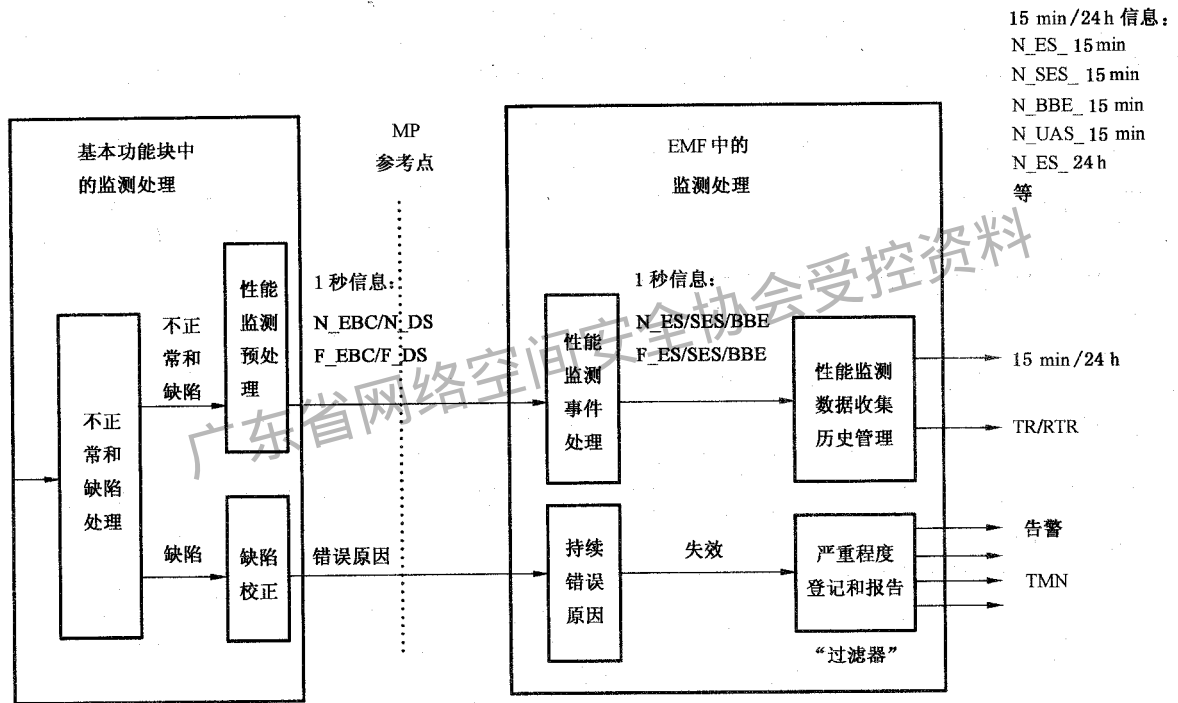 15 min/24h 信息：
N_ES_ 15min
N_SES_ 15min
N_BBE_ 15 min
N_UAS_ 15 min
N_ES_ 24h
等
基本功能块中
的监测处理
MP
参考点
EMF中的
监测处理
不正
常和
缺陷
处理
不正
常和
缺陷
性能
监测
预处
理
1秒信息：
N_EBC/N_DS
F_EBC/F_DS
性能
监测
事件
处理
1秒信息：
N_ES/SES/BBE
F_ES/SES/BBE
性能监测
数据收集
历史管理
15 min/24 h
TR/RTR
缺陷
缺陷
校正
错误原因
持续
错误
原因
失效
严重程度
登记和报告
“过滤器”
告警
TMN
广东省网络空间安全协会受控资料